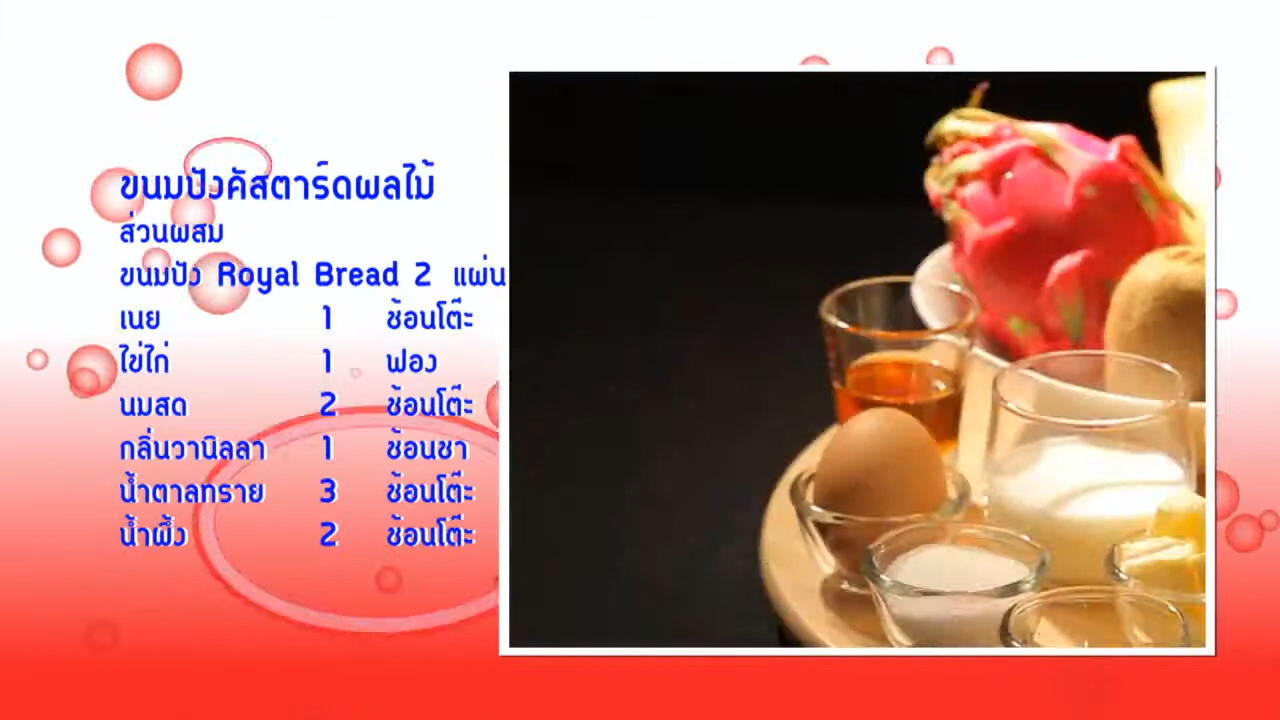 ขนมปังคัสตาร์ดผลไม้
ส่วนผสม
ขนมปัง Royal Bread 2 แผ่น
เนย 1 ช้อนโต๊ะ
ไข่ไก่ 1 ฟอง
นมสด 2 ช้อนโต๊ะ
กลิ่นวานิลลา 1 ช้อนชา
น้ำตาลทราย 3 ช้อนโต๊ะ
น้ำผึ้ง 2 ช้อนโต๊ะ